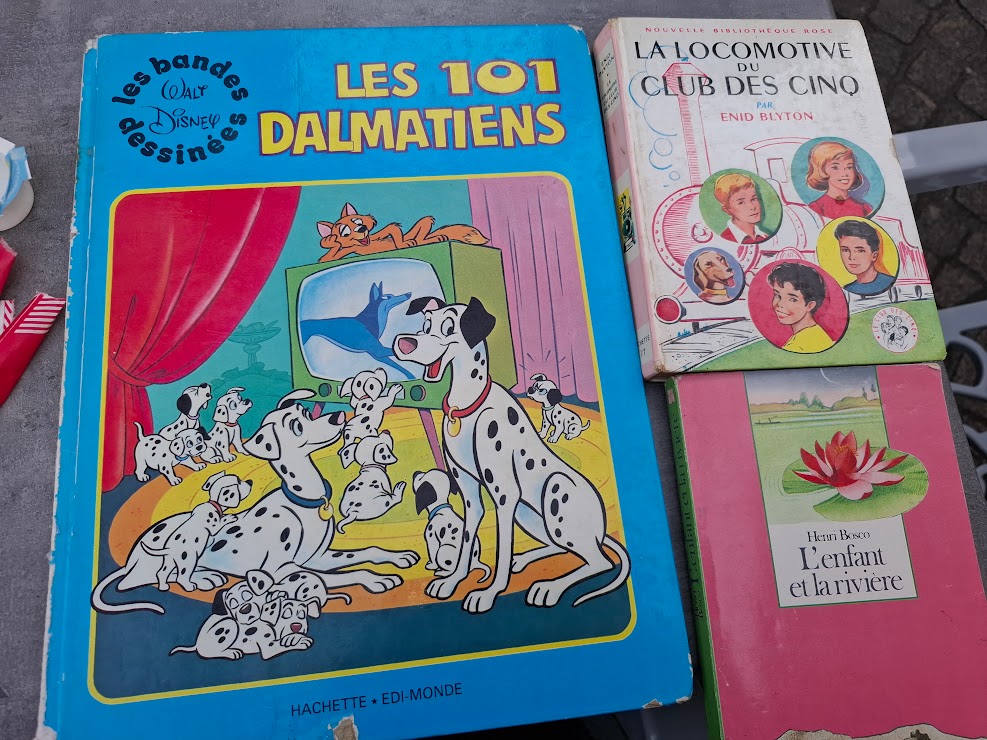 les bandes
WALT
DISNEY
dessinées
LES 101
DALMATIENS
HACHETTE ★ EDI-MONDE
NOUVELLE BIBLIOTHÈQUE ROSE
LA LOCOMOTIVE
DU
CLUB DES CINQ
PAR
ENID BLYTON
Henri Bosco
L'enfant
et la rivière